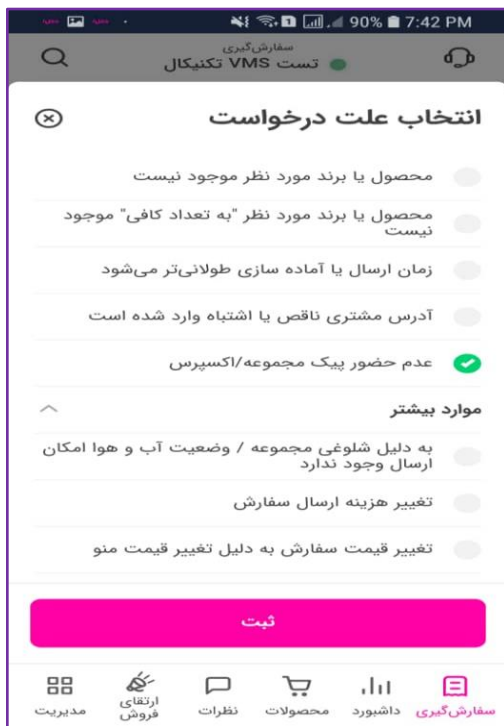 90% 7:42 PM
سفارش‌گیری
تست VMS تکنیکال
انتخاب علت درخواست
محصول یا برند مورد نظر موجود نیست
محصول یا برند مورد نظر "به تعداد کافی" موجود
نیست
زمان ارسال یا آماده سازی طولانی‌تر می‌شود
آدرس مشتری ناقص یا اشتباه وارد شده است
عدم حضور پیک مجموعه/اکسپرس
موارد بیشتر
به دلیل شلوغی مجموعه / وضعیت آب و هوا امکان
ارسال وجود ندارد
تغییر هزینه ارسال سفارش
تغییر قیمت سفارش به دلیل تغییر قیمت منو
ثبت
سفارش‌گیری
داشبورد
محصولات
نظرات
ارتقای
فروش
مدیریت